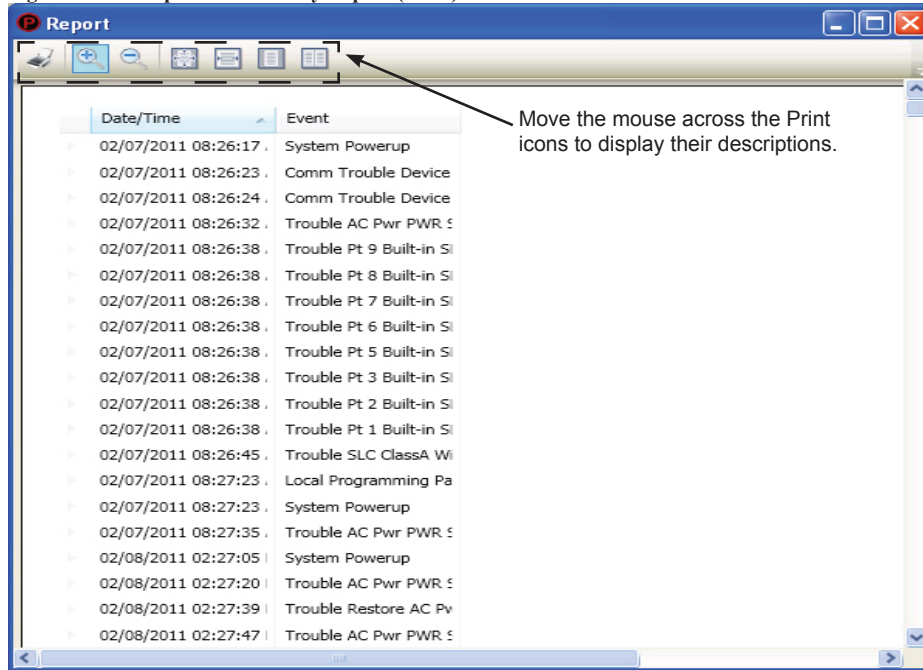 Report
Move the mouse across the Print
icons to display their descriptions.
Date/Time Event
02/07/2011 08:26:17 System Powerup
02/07/2011 08:26:23 Comm Trouble Device
02/07/2011 08:26:24 Comm Trouble Device
02/07/2011 08:26:32 Trouble AC Pwr PWR
02/07/2011 08:26:38 Trouble Pt 9 Built-in
02/07/2011 08:26:38 Trouble Pt 8 Built-in
02/07/2011 08:26:38 Trouble Pt 7 Built-in
02/07/2011 08:26:38 Trouble Pt 6 Built-in
02/07/2011 08:26:38 Trouble Pt 5 Built-in
02/07/2011 08:26:38 Trouble Pt 3 Built-in
02/07/2011 08:26:38 Trouble Pt 2 Built-in
02/07/2011 08:26:38 Trouble Pt 1 Built-in
02/07/2011 08:26:45 Trouble SLC ClassA Wi
02/07/2011 08:27:23 Local Programming Pa
02/07/2011 08:27:23 System Powerup
02/07/2011 08:27:35 Trouble AC Pwr PWR
02/08/2011 02:27:05 System Powerup
02/08/2011 02:27:20 Trouble AC Pwr PWR
02/08/2011 02:27:39 Trouble Restore AC
02/08/2011 02:27:47 Trouble AC Pwr PWR